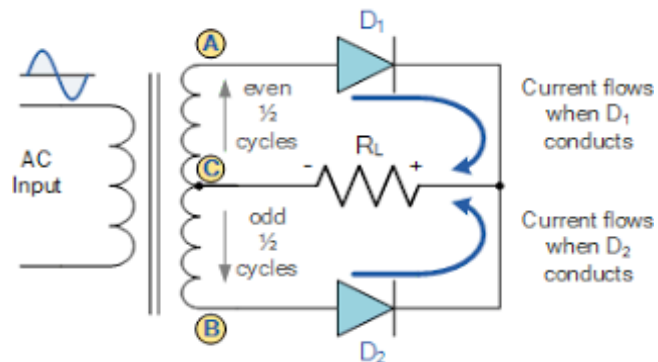 A
D1
even
½
cycles
Current flows
when D1
conducts
AC
Input
C
- RL +
odd
½
cycles
Current flows
when D2
conducts
B
D2